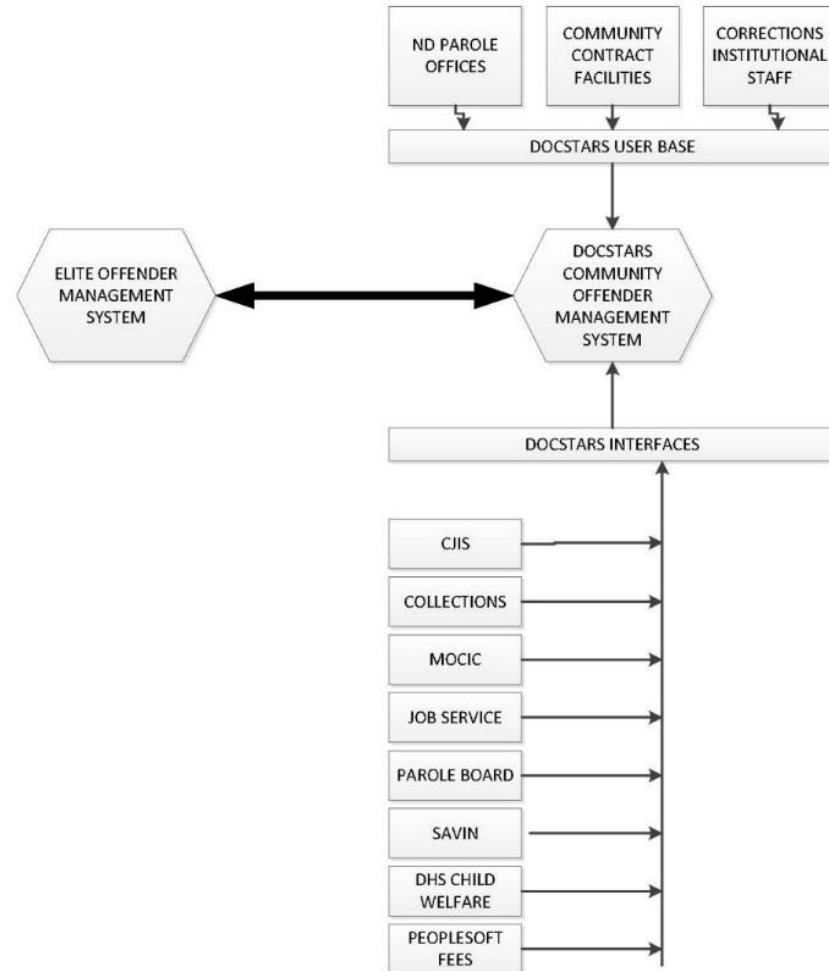 ND PAROLE
OFFICES
COMMUNITY
CONTRACT
FACILITIES
CORRECTIONS
INSTITUTIONAL
STAFF
DOCSTARS USER BASE
ELITE OFFENDER
MANAGEMENT
SYSTEM
DOCSTARS
COMMUNITY
OFFENDER
MANAGEMENT
SYSTEM
DOCSTARS INTERFACES
CJIS
COLLECTIONS
MOCIC
JOB SERVICE
PAROLE BOARD
SAVIN
DHS CHILD
WELFARE
PEOPLESOFT
FEES